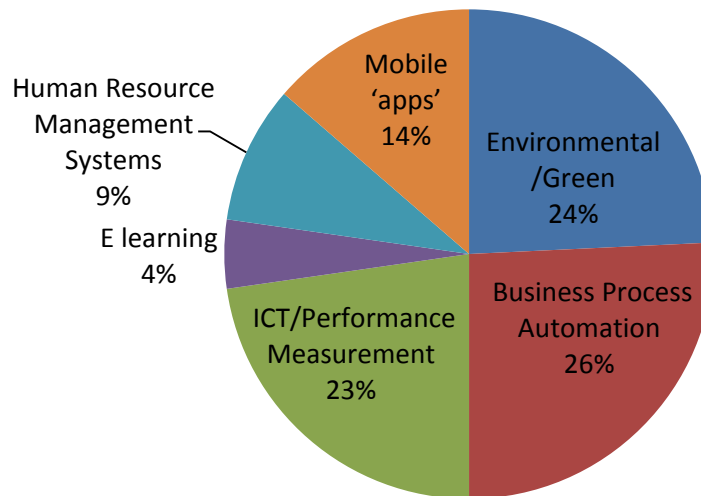 Mobile
‘apps’
14%
Human Resource
Management
Systems
9%
Environmental
/Green
24%
E learning
4%
Business Process
Automation
26%
ICT/Performance
Measurement
23%